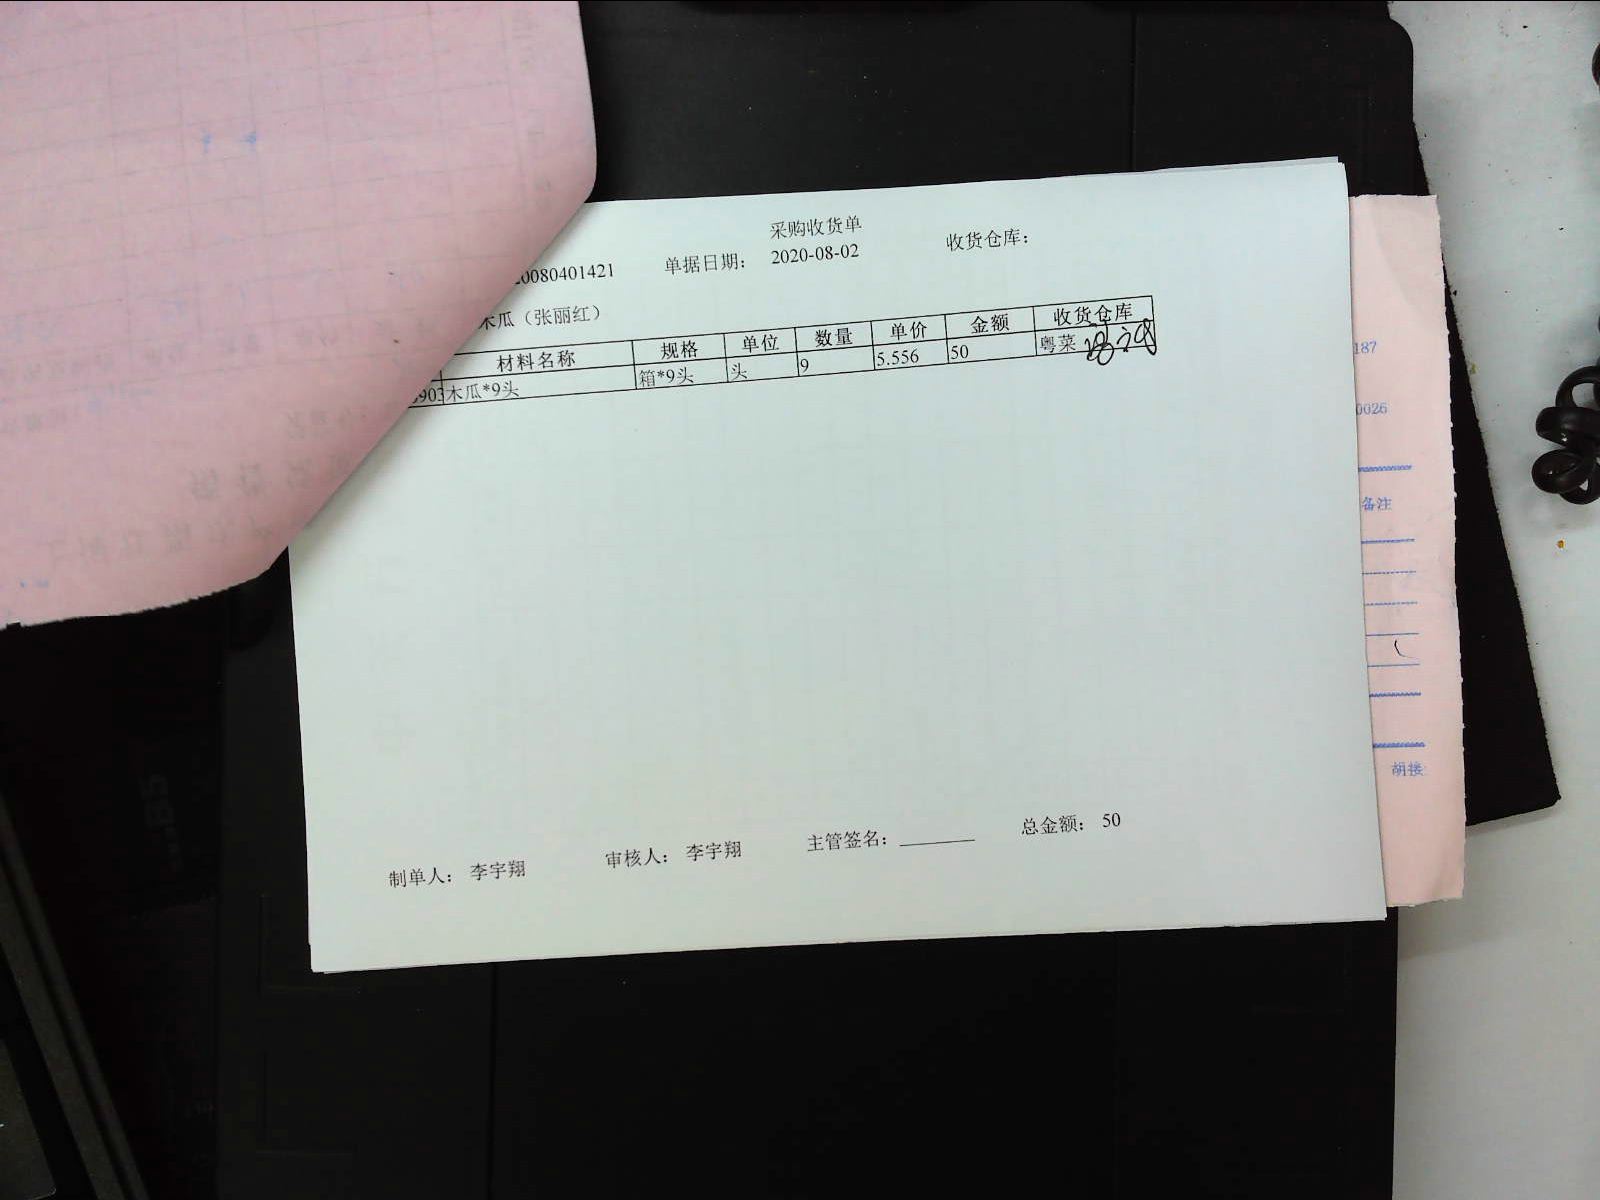 采购收货单
20080401421 单据日期： 2020-08-02 收货仓库：
木瓜（张丽红）
材料名称 规格 单位 数量 单价 金额 收货仓库
903 木瓜*9头 箱*9头 头 9 5.556 50 粤菜
制单人： 李宇翔 审核人： 李宇翔 主管签名： 总金额： 50
187
0026
备注
胡接